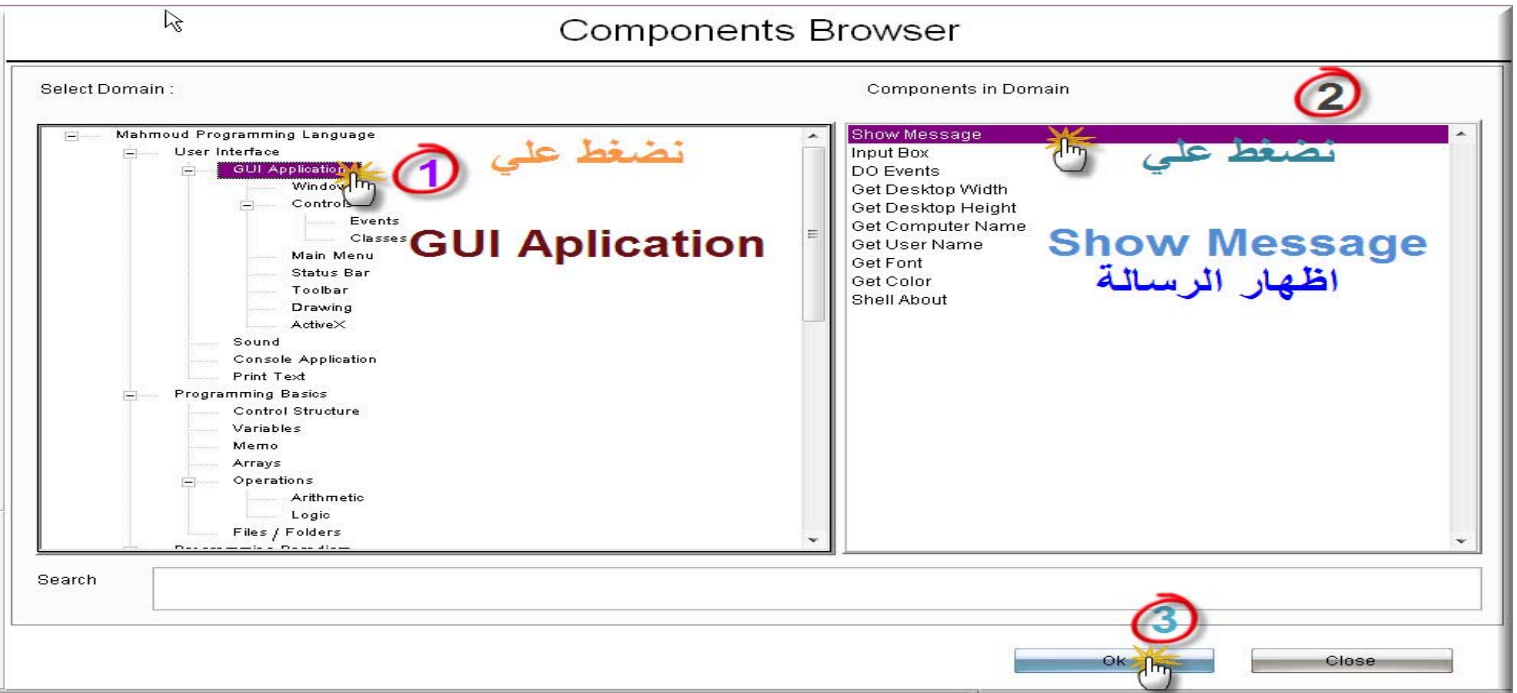 Components Browser
Select Domain :
Mahmoud Programming Language
User Interface
GUI Application
Window
Controls
Events
Classes
Main Menu
Status Bar
Toolbar
Drawing
ActiveX
Sound
Console Application
Print Text
Programming Basics
Control Structure
Variables
Memo
Arrays
Operations
Arithmetic
Logic
Files / Folders
1
نضغط علي
GUI Aplication
Components in Domain
2
Show Message
Input Box
DO Events
Get Desktop Width
Get Desktop Height
Get Computer Name
Get User Name
Get Font
Get Color
Shell About
نضغط علي
Show Message
اظهار الرسالة
Search
3
Ok
Close